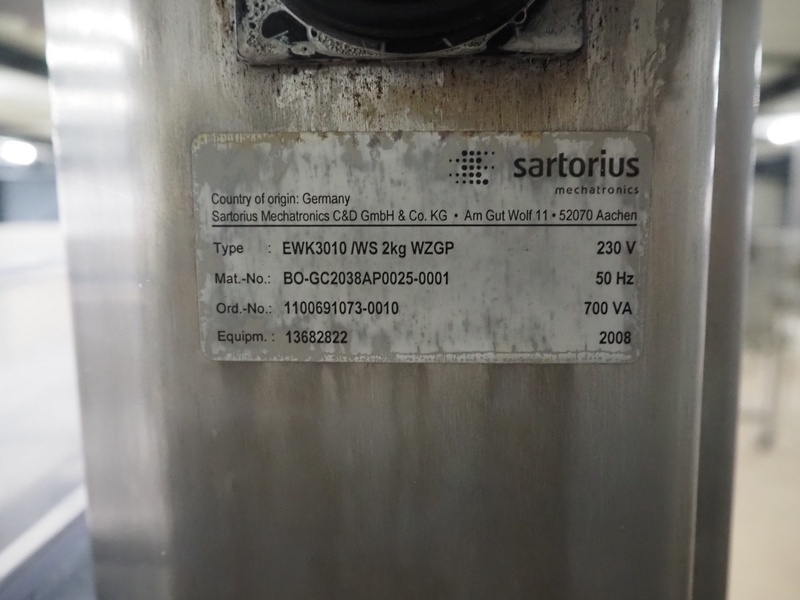 sartorius
mechatronics
Country of origin: Germany
Sartorius Mechatronics C&D GmbH & Co. KG • Am Gut Wolf 11 • 52070 Aachen
Type : EWK3010 /WS 2kg WZGP 230 V
Mat.-No.: BO-GC2038AP0025-0001 50 Hz
Ord.-No.: 1100691073-0010 700 VA
Equipm. : 13682822 2008